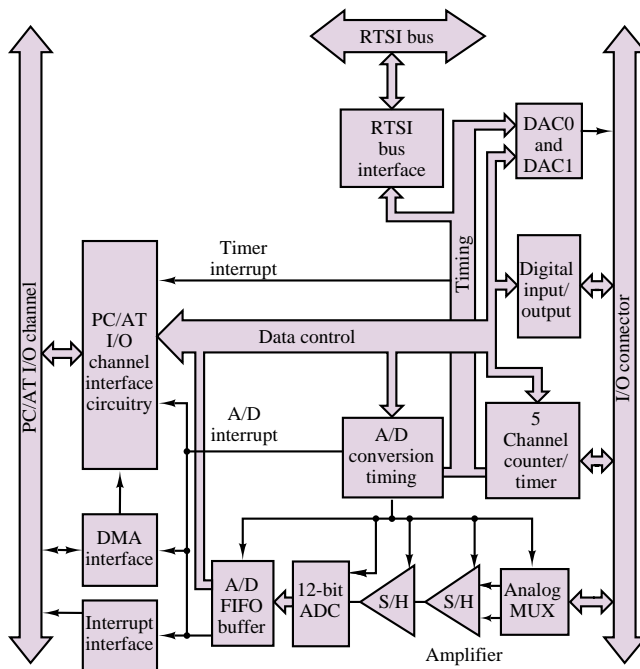 RTSI bus
RTSI
bus
interface
DAC0
and
DAC1
Timer
interrupt
Timing
Digital
input/
output
PC/AT I/O channel
PC/AT
I/O
channel
interface
circuitry
Data control
I/O connector
A/D
interrupt
A/D
conversion
timing
5
Channel
counter/
timer
DMA
interface
A/D
FIFO
buffer
12-bit
ADC
S/H
S/H
Analog
MUX
Interrupt
interface
Amplifier